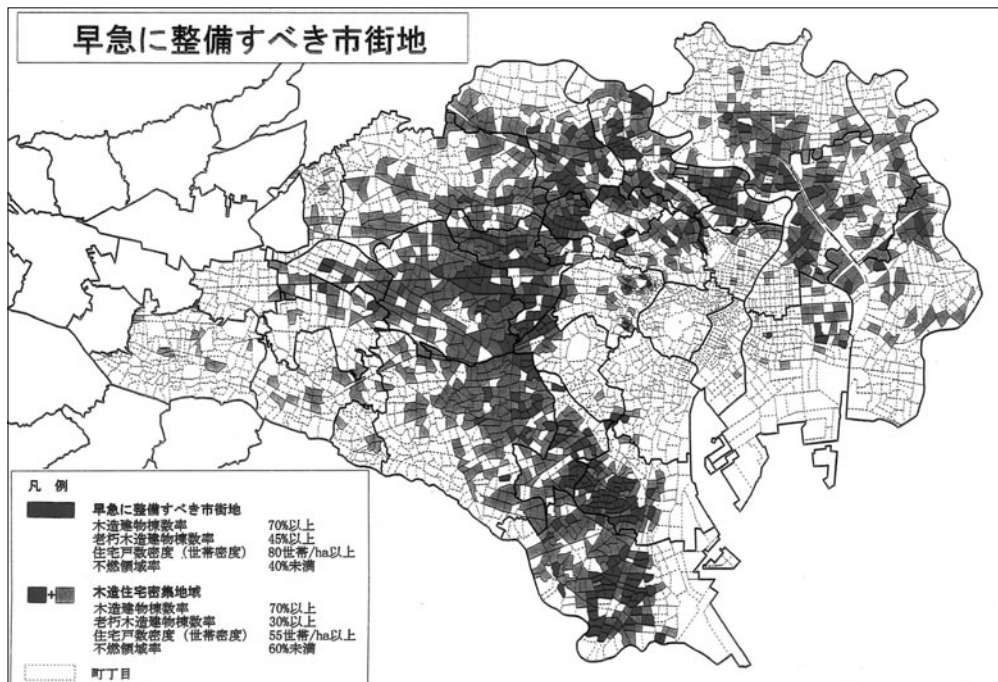 早急に整備すべき市街地
凡 例
早急に整備すべき市街地
木造建物棟数率 70%以上
老朽木造建物棟数率 45%以上
住宅戸数密度（世帯密度） 80世帯/ha以上
不燃領域率 40%未満
+ 木造住宅密集地域
木造建物棟数率 70%以上
老朽木造建物棟数率 30%以上
住宅戸数密度（世帯密度） 55世帯/ha以上
不燃領域率 60%未満
町丁目